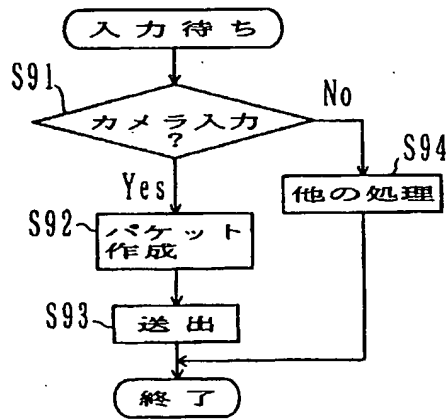 入力待ち
S91
カメラ入力
?
No
Yes
S94
他の処理
S92
パケット
作成
S93
送出
終了